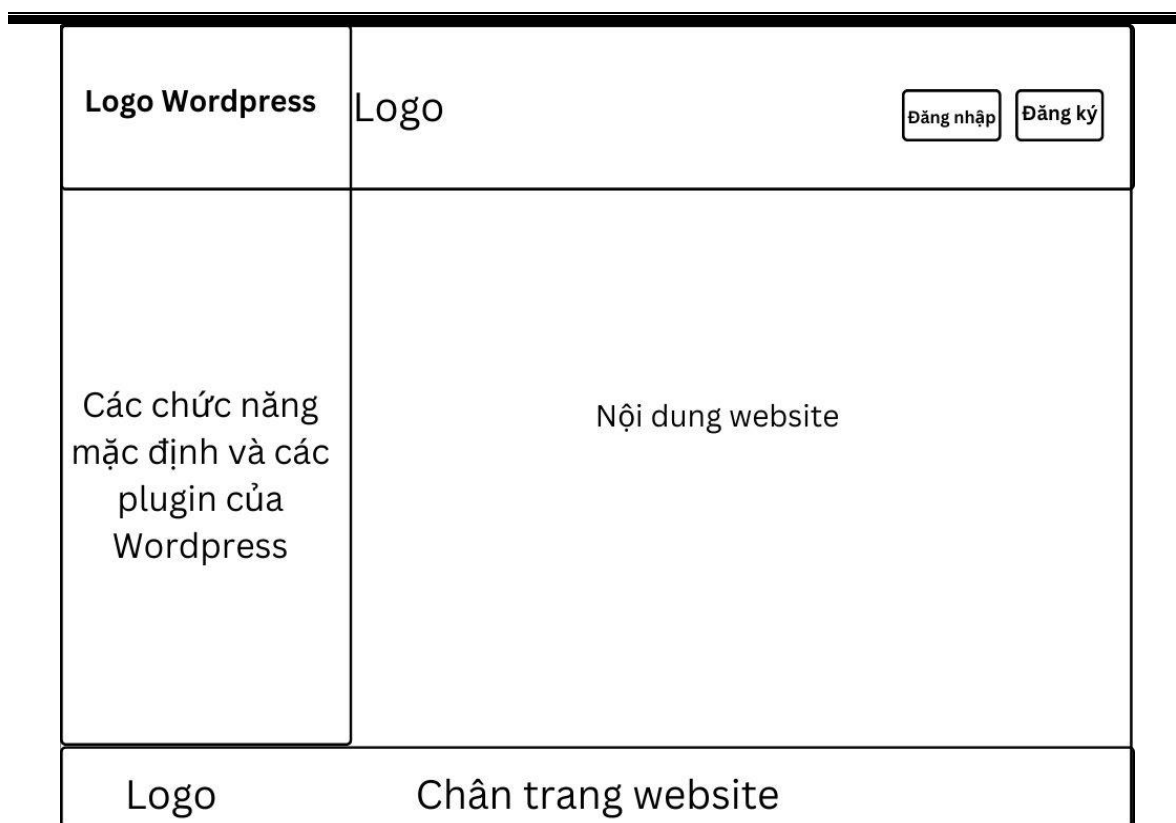 Logo Wordpress
Logo
Đăng nhập
Đăng ký
Các chức năng
mặc định và các
plugin của
Wordpress
Nội dung website
Logo
Chân trang website